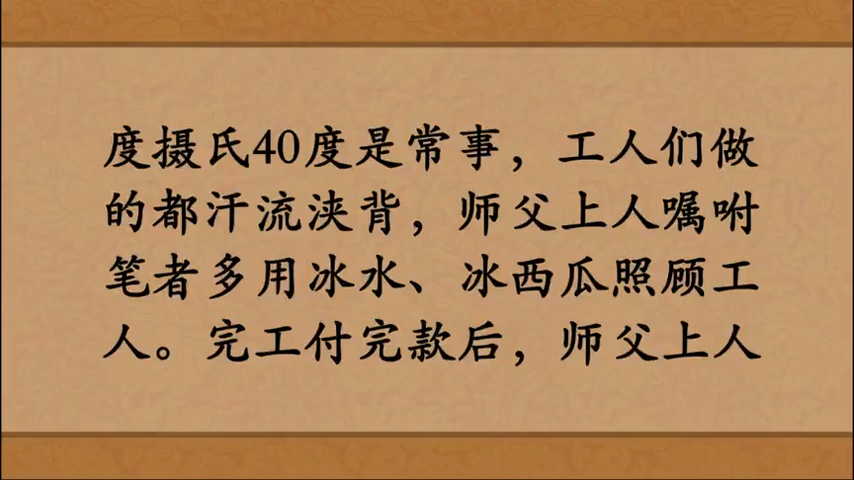 度摄氏40度是常事，工人们做
的都汗流浃背，师父上人嘱咐
笔者多用冰水、冰西瓜照顾工
人。完工付完款后，师父上人